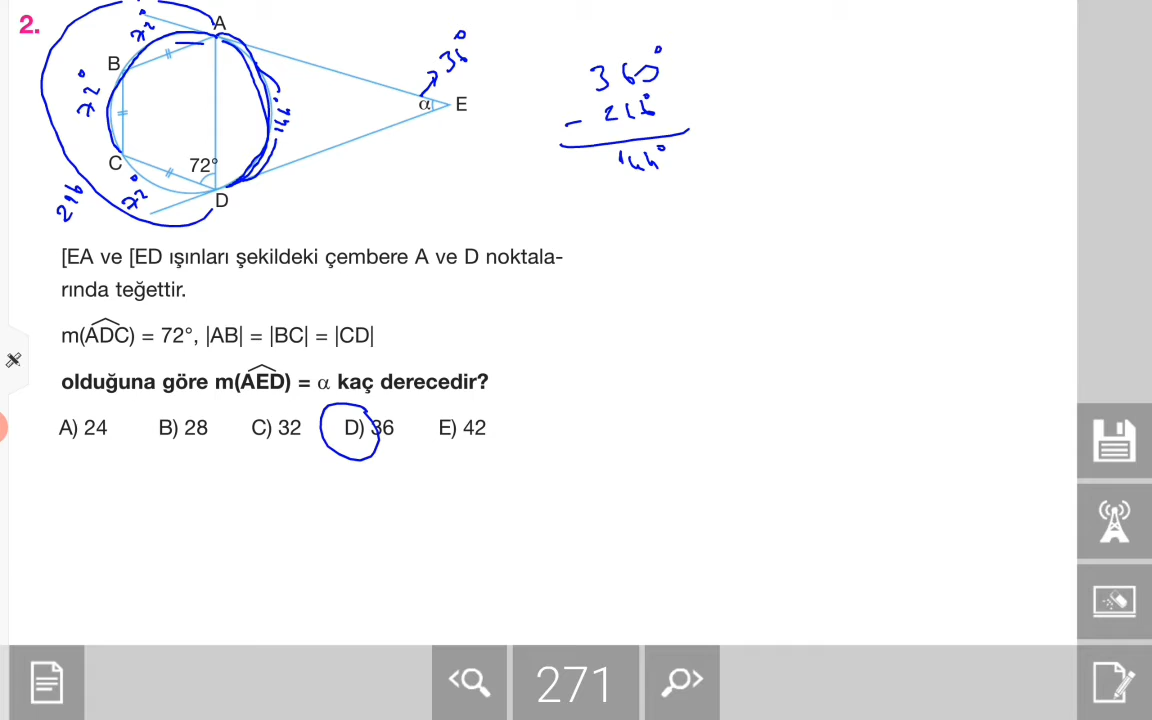 2.
A
72°
B
72°
C
72°
216
72°
D
144°
α
36°
E
360°
- 216°
144°
[EA ve [ED ışınları şekildeki çembere A ve D noktala-
rında teğettir.
m(ADC) = 72°, |AB| = |BC| = |CD|
olduğuna göre m(AED) = α kaç derecedir?
A) 24 B) 28 C) 32 D) 36 E) 42
271